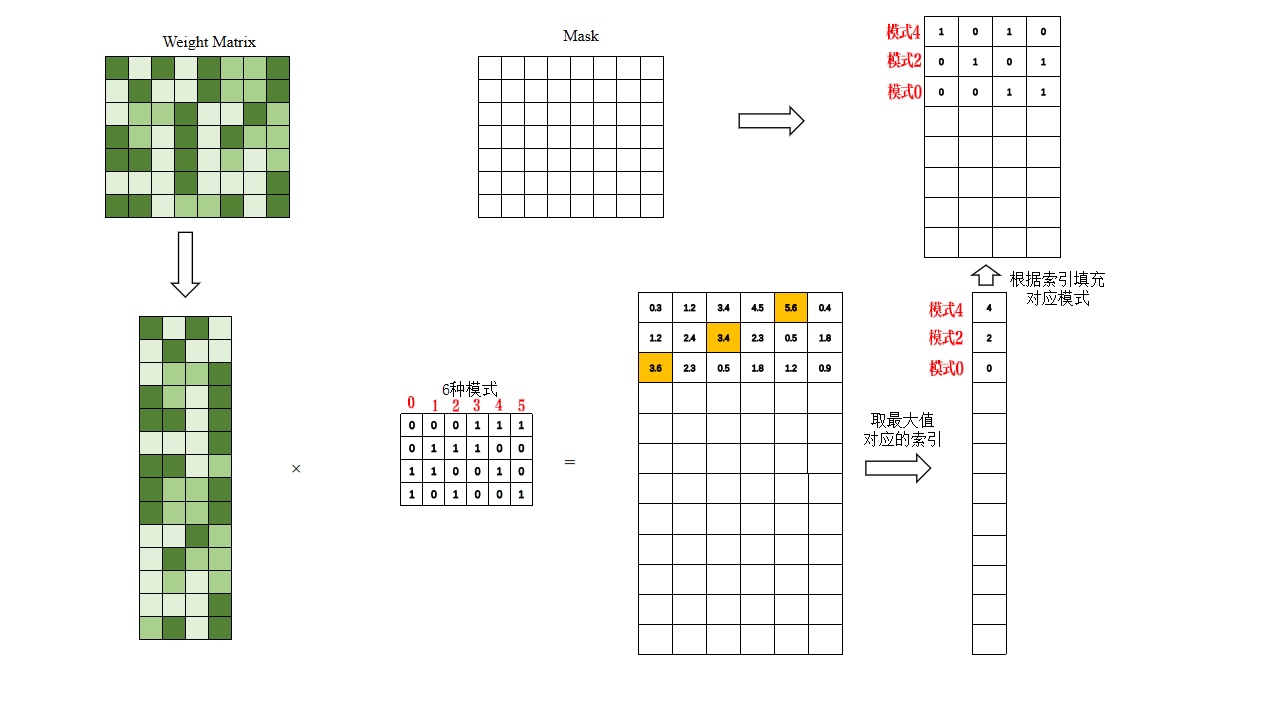 Weight Matrix
Mask
模式4 1 0 1 0
模式2 0 1 0 1
模式0 0 0 1 1
根据索引填充
对应模式
6种模式
0 1 2 3 4 5
0 0 0 1 1 1
0 1 1 1 0 0
1 1 0 0 1 0
1 0 1 0 0 1
×
=
0.3 1.2 3.4 4.5 5.6 0.4
1.2 2.4 3.4 2.3 0.5 1.8
3.6 2.3 0.5 1.8 1.2 0.9
取最大值
对应的索引
模式4 4
模式2 2
模式0 0